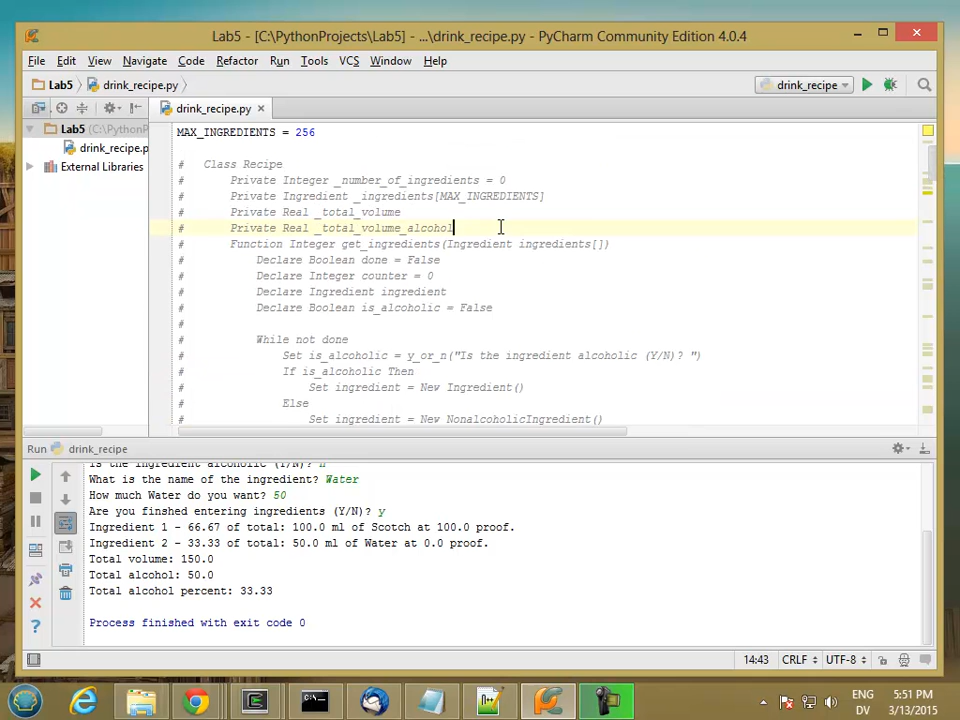 Lab5 - [C:\PythonProjects\Lab5] - ...\drink_recipe.py - PyCharm Community Edition 4.0.4
File Edit View Navigate Code Refactor Run Tools VCS Window Help
Lab5 drink_recipe.py drink_recipe
drink_recipe.py
Lab5 (C:\PythonP
drink_recipe.p
External Libraries
MAX_INGREDIENTS = 256
# Class Recipe
# Private Integer _number_of_ingredients = 0
# Private Ingredient _ingredients[MAX_INGREDIENTS]
# Private Real _total_volume
# Private Real _total_volume_alcohol
# Function Integer get_ingredients(Ingredient ingredients[])
# Declare Boolean done = False
# Declare Integer counter = 0
# Declare Ingredient ingredient
# Declare Boolean is_alcoholic = False
#
# While not done
# Set is_alcoholic = y_or_n("Is the ingredient alcoholic (Y/N)? ")
# If is_alcoholic Then
# Set ingredient = New Ingredient()
# Else
# Set ingredient = New NonalcoholicIngredient()
Run drink_recipe
Is the ingredient alcoholic (Y/N)? n
What is the name of the ingredient? Water
How much Water do you want? 50
Are you finshed entering ingredients (Y/N)? y
Ingredient 1 - 66.67 of total: 100.0 ml of Scotch at 100.0 proof.
Ingredient 2 - 33.33 of total: 50.0 ml of Water at 0.0 proof.
Total volume: 150.0
Total alcohol: 50.0
Total alcohol percent: 33.33
Process finished with exit code 0
14:43 CRLF UTF-8
ENG 5:51 PM
DV 3/13/2015